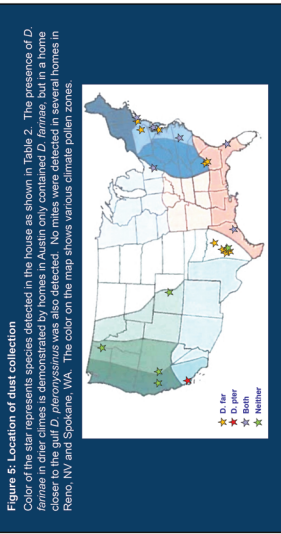 Figure 5: Location of dust collection
Color of the star represents species detected in the house as shown in Table 2. The presence of D.
farinae in drier climes is demonstrated by homes in Austin only contained D. farinae, but in a home
closer to the gulf D. pteronyssinus was also detected. No mites were detected in several homes in
Reno, NV and Spokane, WA. The color on the map shows various climate pollen zones.
D. far
D. pter
Both
Neither